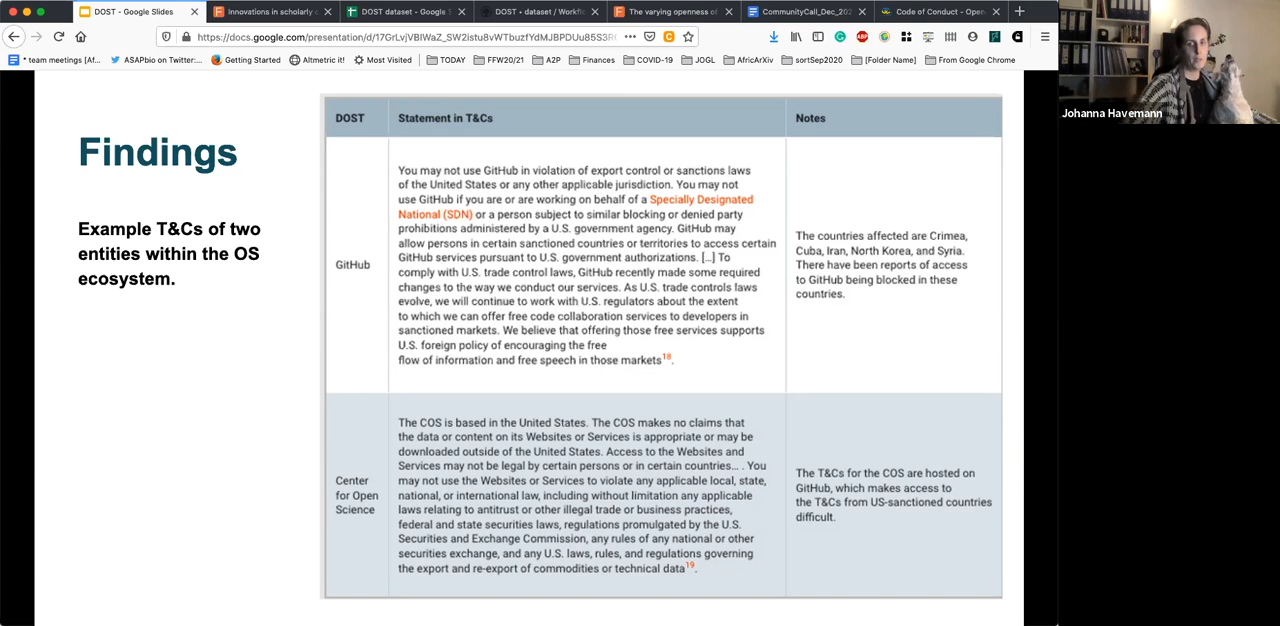 DOST - Google Slides
Innovations in scholarly c
DOST dataset - Google S
DOST • dataset / Workfl
The varying openness of
CommunityCall_Dec_202
Code of Conduct - Open
https://docs.google.com/presentation/d/17GrLvjVBlWaZ_SW2istu8vWTbuzfYdMJBPDUu85S3R
* team meetings [Af...
ASAPbio on Twitter:...
Getting Started
Altmetric it!
Most Visited
TODAY
FFW20/21
A2P
Finances
COVID-19
JOGL
AfricArXiv
sortSep2020
[Folder Name]
From Google Chrome
Johanna Havemann
Findings
Example T&Cs of two
entities within the OS
ecosystem.
DOST Statement in T&Cs Notes
GitHub
You may not use GitHub in violation of export control or sanctions laws
of the United States or any other applicable jurisdiction. You may not
use GitHub if you are or are working on behalf of a Specially Designated
National (SDN) or a person subject to similar blocking or denied party
prohibitions administered by a U.S. government agency. GitHub may
allow persons in certain sanctioned countries or territories to access certain
GitHub services pursuant to U.S. government authorizations. [...] To
comply with U.S. trade control laws, GitHub recently made some required
changes to the way we conduct our services. As U.S. trade controls laws
evolve, we will continue to work with U.S. regulators about the extent
to which we can offer free code collaboration services to developers in
sanctioned markets. We believe that offering those free services supports
U.S. foreign policy of encouraging the free
flow of information and free speech in those markets18.
The countries affected are Crimea,
Cuba, Iran, North Korea, and Syria.
There have been reports of access
to GitHub being blocked in these
countries.
Center
for Open
Science
The COS is based in the United States. The COS makes no claims that
the data or content on its Websites or Services is appropriate or may be
downloaded outside of the United States. Access to the Websites and
Services may not be legal by certain persons or in certain countries... . You
may not use the Websites or Services to violate any applicable local, state,
national, or international law, including without limitation any applicable
laws relating to antitrust or other illegal trade or business practices,
federal and state securities laws, regulations promulgated by the U.S.
Securities and Exchange Commission, any rules of any national or other
securities exchange, and any U.S. laws, rules, and regulations governing
the export and re-export of commodities or technical data19.
The T&Cs for the COS are hosted on
GitHub, which makes access to
the T&Cs from US-sanctioned countries
difficult.